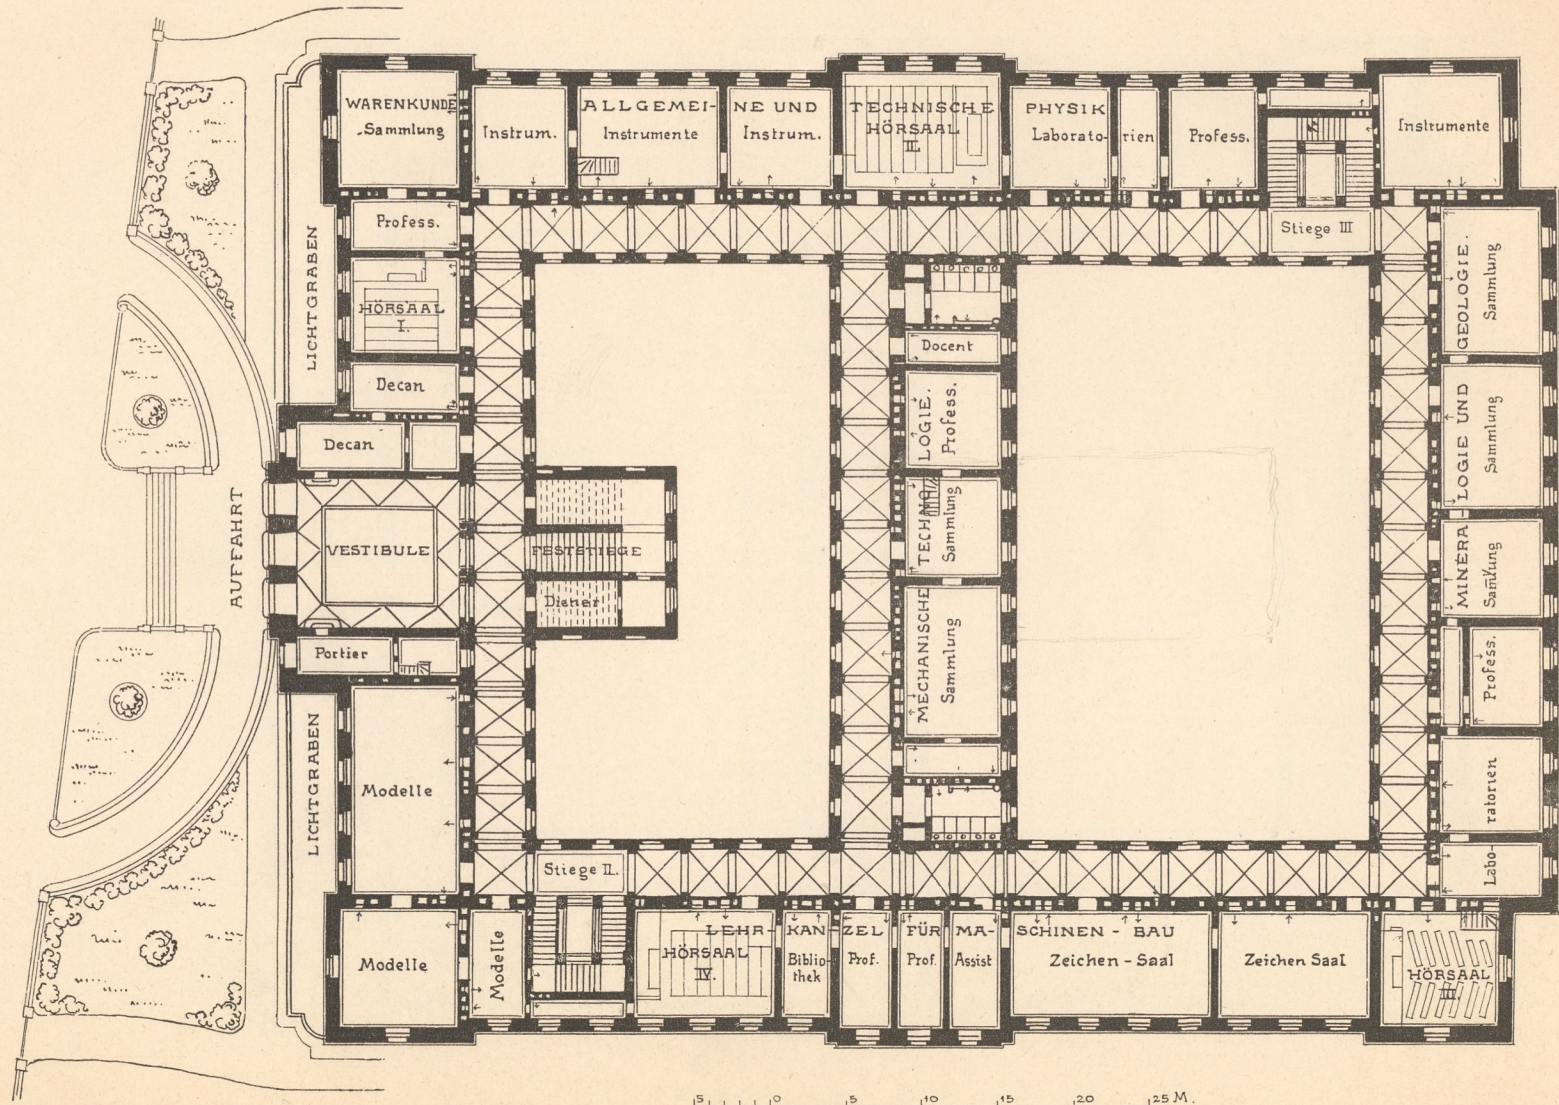 WARENKUNDE
Sammlung
Instrum.
ALLGEMEI-
Instrumente
NE UND
Instrum.
TECHNISCHE
HÖRSAAL
II.
PHYSIK
Laborato-
rien
Profess.
Instrumente
Stiege III
Profess.
HÖRSAAL
I.
Decan
Decan
LICHTGRABEN
AUFFAHRT
VESTIBULE
FESTSTIEGE
Diener
Portier
LICHTGRABEN
Modelle
Modelle
Modelle
Stiege II.
Docent
LOGIE.
Profess.
TECHNO
Sammlung
MECHANISCHE
Sammlung
GEOLOGIE.
Sammlung
LOGIE UND
Sammlung
MINERA
Sam̄lung
Profess.
ratorien
Labo-
LEHR-
HÖRSAAL
IV.
KAN-
Biblio-
thek
ZEL
Prof.
FÜR
Prof.
MA-
Assist
SCHINEN - BAU
Zeichen - Saal
Zeichen Saal
HÖRSAAL
III.
5 0 5 10 15 20 25 M.